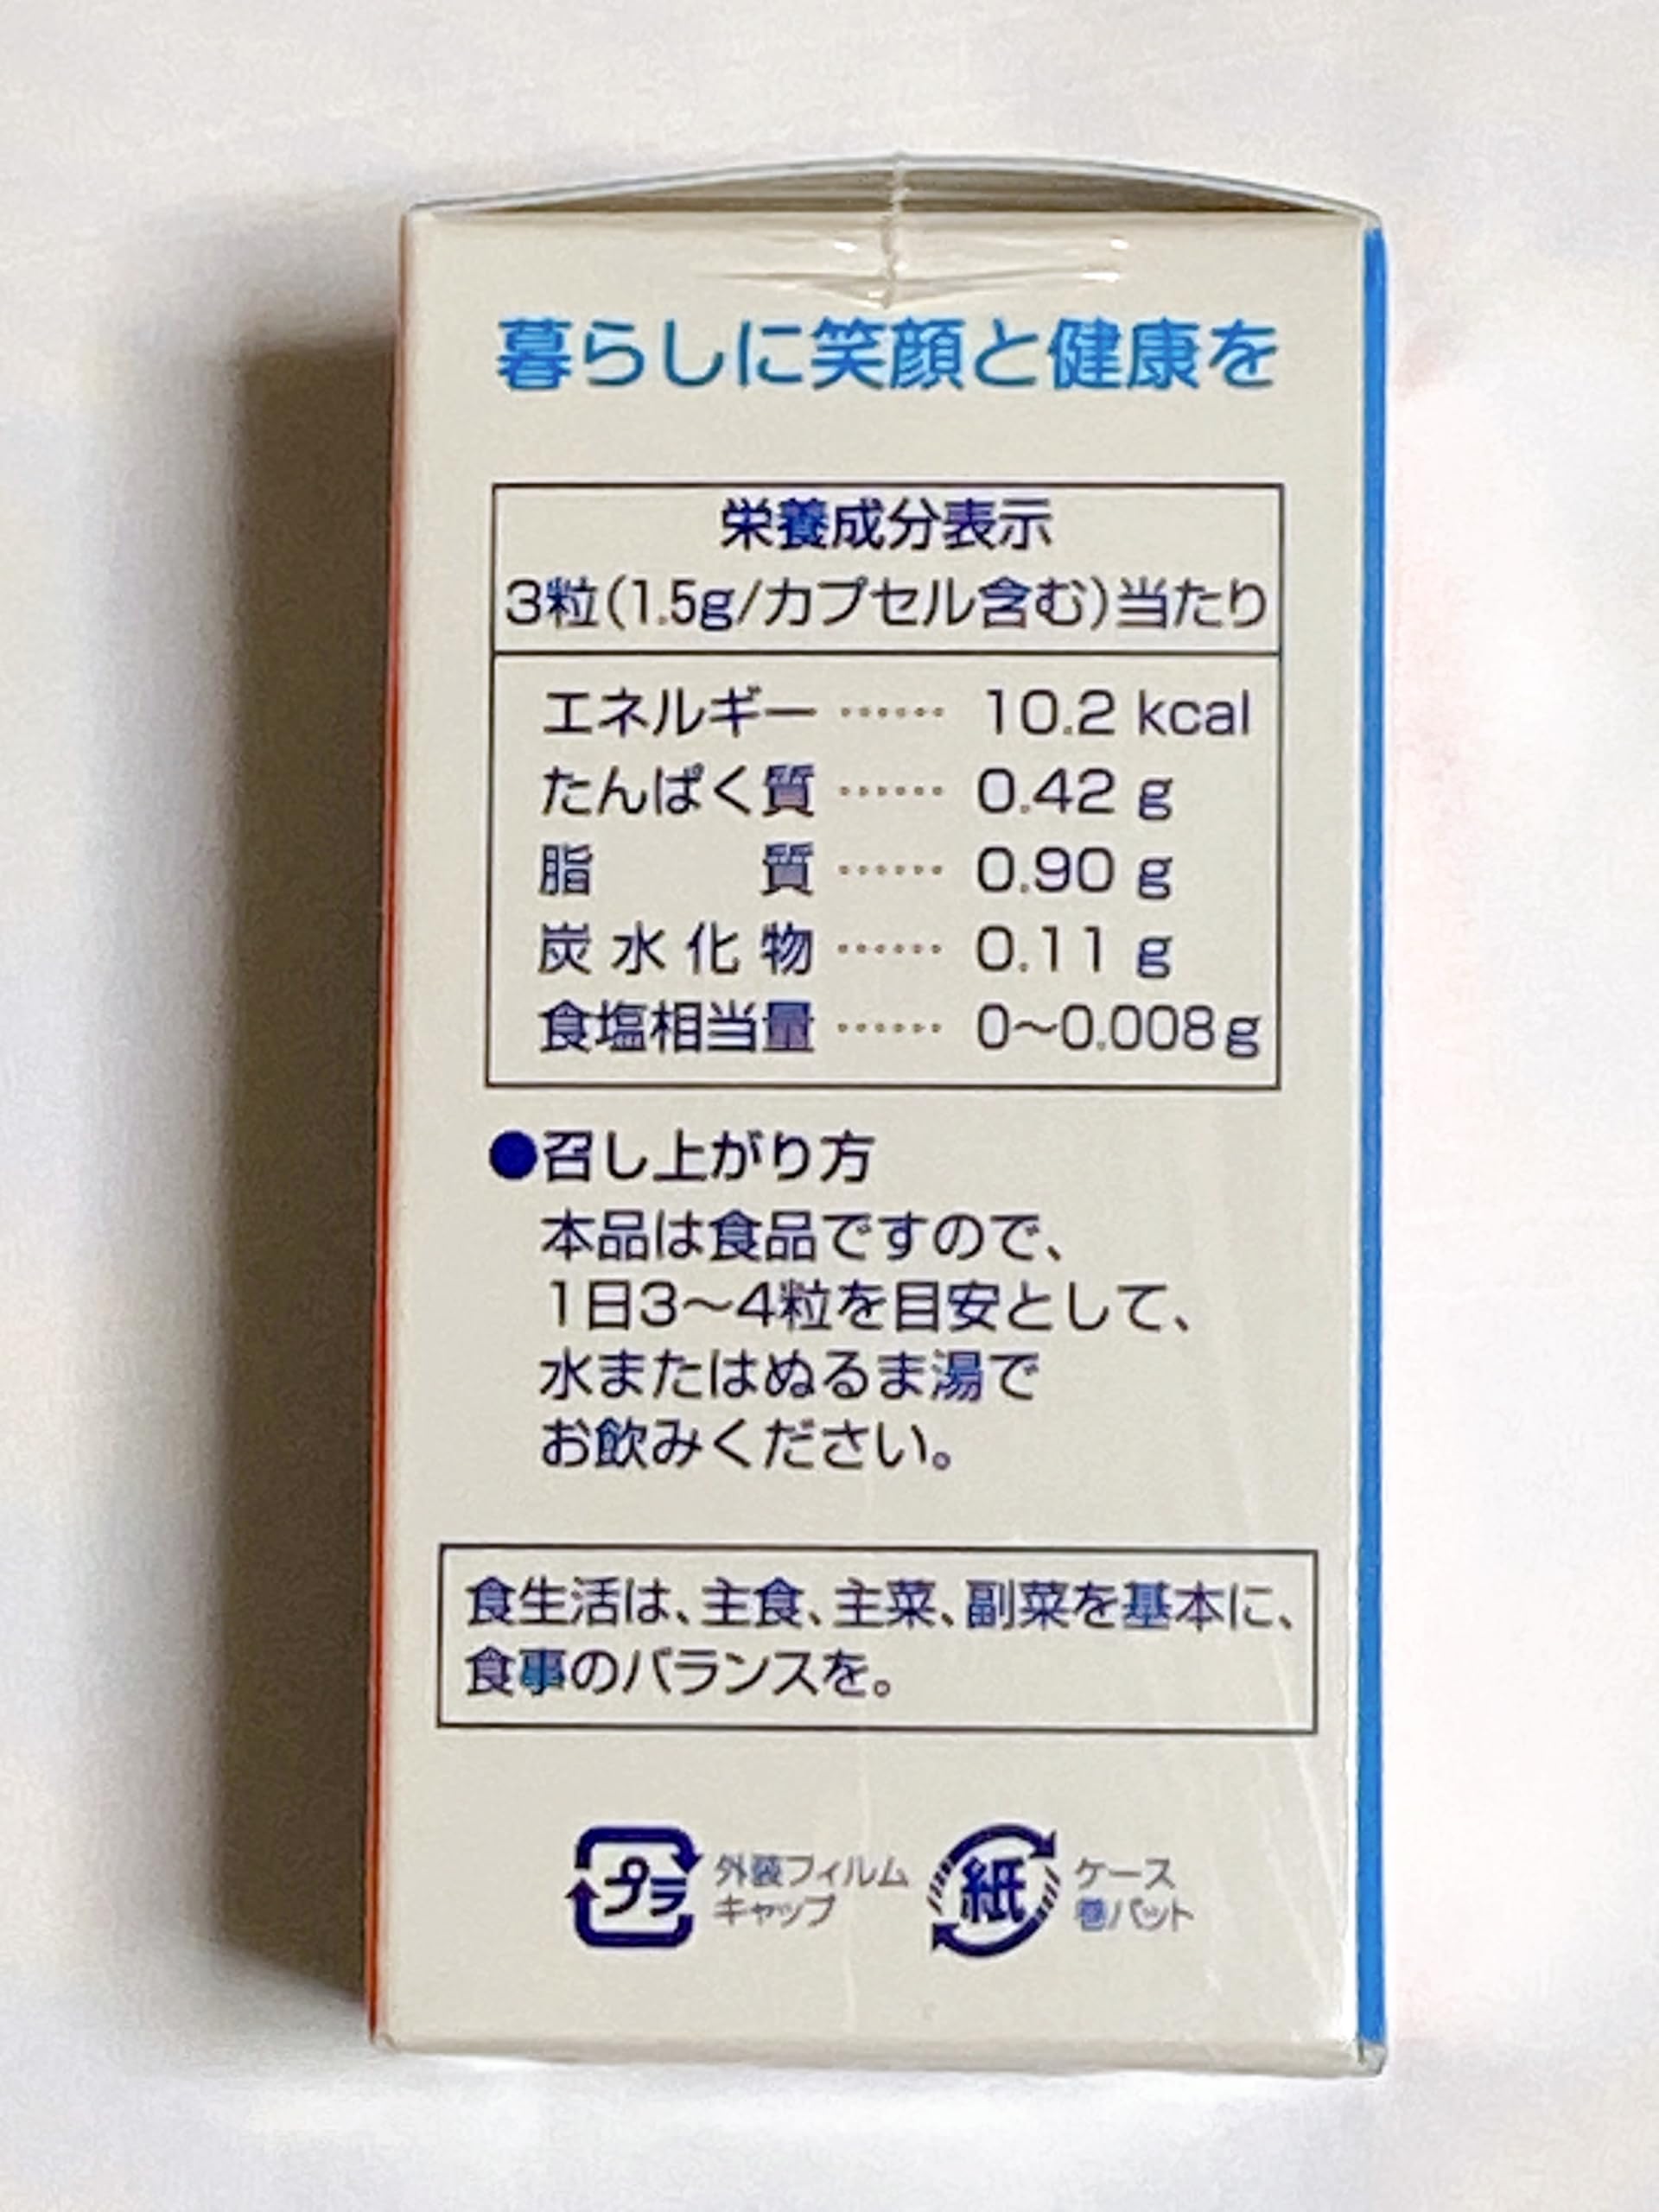 暮らしに笑顔と健康を
栄養成分表示
3粒(1.5g/カプセル含む)当たり
エネルギー ⋯⋯ 10.2 kcal
たんぱく質 ⋯⋯ 0.42 g
脂質 ⋯⋯ 0.90 g
炭水化物 ⋯⋯ 0.11 g
食塩相当量 ⋯⋯ 0〜0.008g
●召し上がり方
本品は食品ですので、
1日3〜4粒を目安として、
水またはぬるま湯で
お飲みください。
食生活は、主食、主菜、副菜を基本に、
食事のバランスを。
プラ 外装フィルム
キャップ
紙 ケース
巻パット